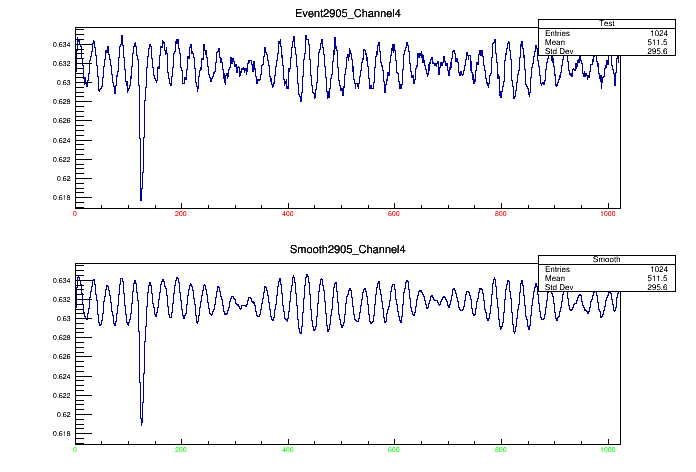 Event2905_Channel4
Test
Entries 1024
Mean 511.5
Std Dev 295.6
0.634
0.632
0.63
0.628
0.626
0.624
0.622
0.62
0.618
0 200 400 600 800 1000
Smooth2905_Channel4
Smooth
Entries 1024
Mean 511.5
Std Dev 295.6
0.634
0.632
0.63
0.628
0.626
0.624
0.622
0.62
0.618
0 200 400 600 800 1000